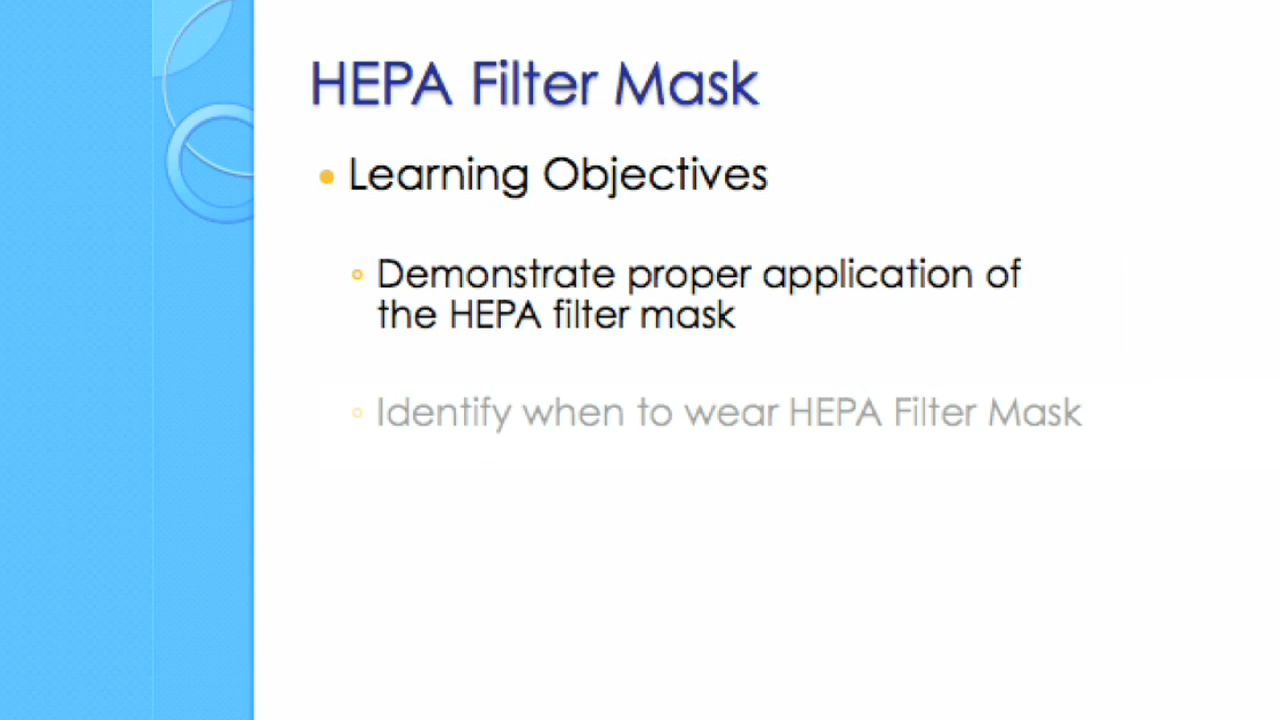 HEPA Filter Mask
Learning Objectives
Demonstrate proper application of
the HEPA filter mask
Identify when to wear HEPA Filter Mask